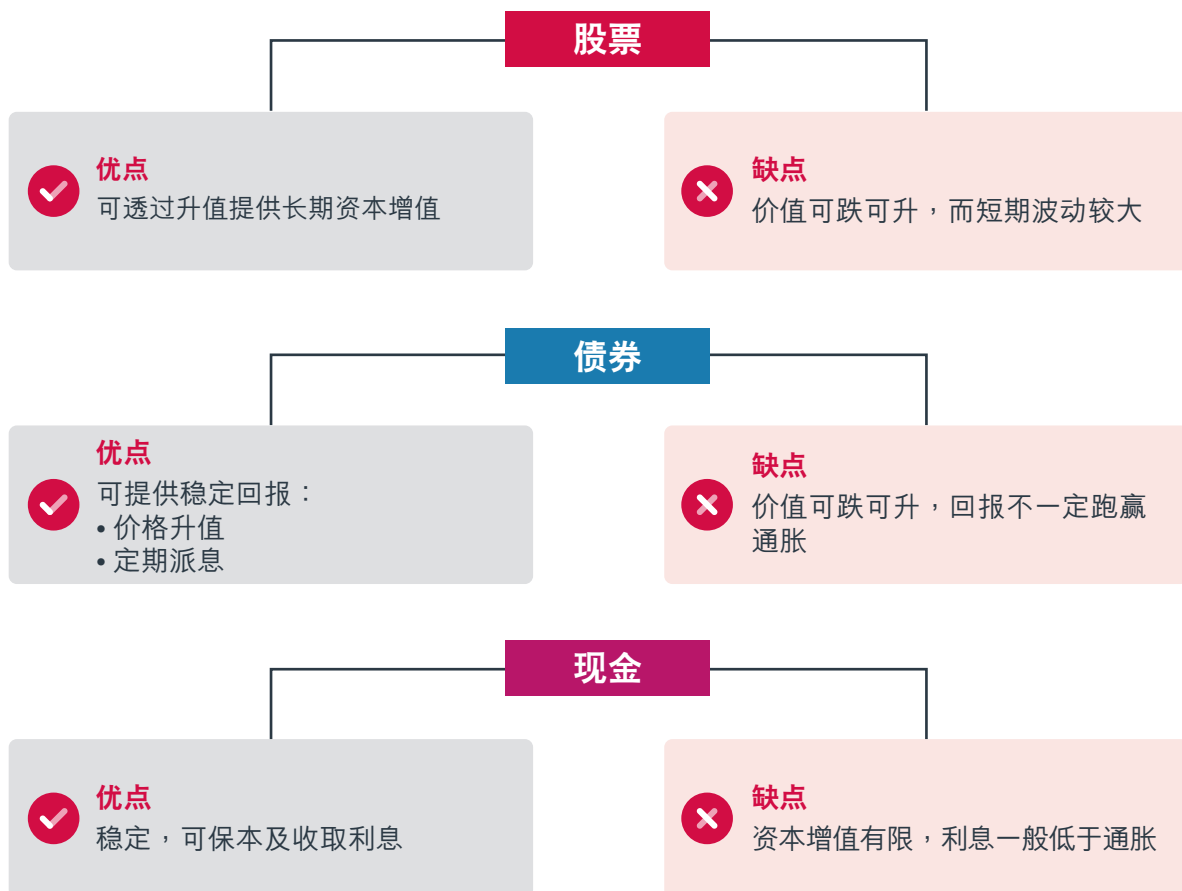 股票
优点
可透过升值提供长期资本增值
缺点
价值可跌可升，而短期波动较大
债券
优点
可提供稳定回报：
• 价格升值
• 定期派息
缺点
价值可跌可升，回报不一定跑赢
通胀
现金
优点
稳定，可保本及收取利息
缺点
资本增值有限，利息一般低于通胀